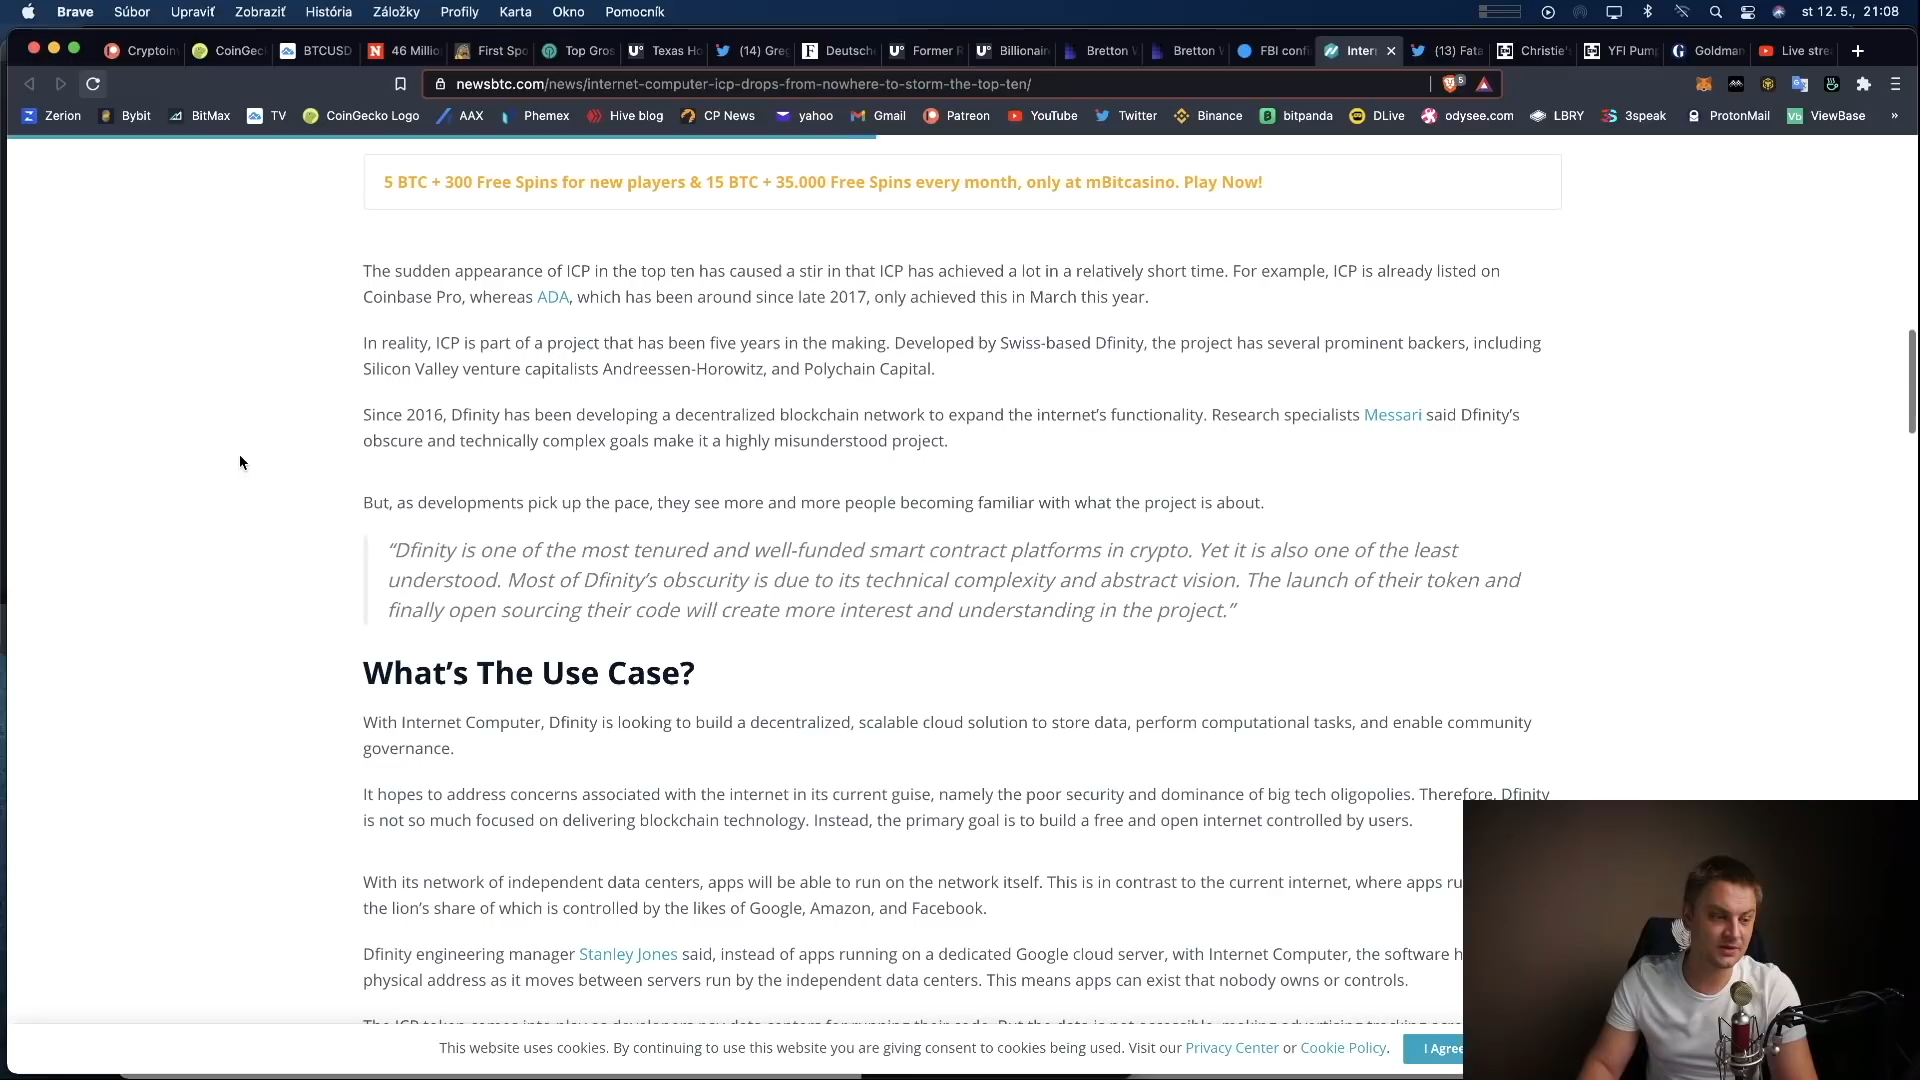 Brave Súbor Upraviť Zobraziť História Záložky Profily Karta Okno Pomocník st 12. 5., 21:08
Cryptoin CoinGeck BTCUSD 46 Millio First Spo Top Gros Texas Ho (14) Greg Deutsche Former R Billionair Bretton Bretton FBI confi Inter (13) Fata Christie's YFI Pump Goldman Live stre
newsbtc.com/news/internet-computer-icp-drops-from-nowhere-to-storm-the-top-ten/ 5
Zerion Bybit BitMax TV CoinGecko Logo AAX Phemex Hive blog CP News yahoo Gmail Patreon YouTube Twitter Binance bitpanda DLive odysee.com LBRY 3speak ProtonMail ViewBase »
5 BTC + 300 Free Spins for new players & 15 BTC + 35.000 Free Spins every month, only at mBitcasino. Play Now!
The sudden appearance of ICP in the top ten has caused a stir in that ICP has achieved a lot in a relatively short time. For example, ICP is already listed on
Coinbase Pro, whereas ADA, which has been around since late 2017, only achieved this in March this year.
In reality, ICP is part of a project that has been five years in the making. Developed by Swiss-based Dfinity, the project has several prominent backers, including
Silicon Valley venture capitalists Andreessen-Horowitz, and Polychain Capital.
Since 2016, Dfinity has been developing a decentralized blockchain network to expand the internet's functionality. Research specialists Messari said Dfinity's
obscure and technically complex goals make it a highly misunderstood project.
But, as developments pick up the pace, they see more and more people becoming familiar with what the project is about.
“Dfinity is one of the most tenured and well-funded smart contract platforms in crypto. Yet it is also one of the least
understood. Most of Dfinity's obscurity is due to its technical complexity and abstract vision. The launch of their token and
finally open sourcing their code will create more interest and understanding in the project.”
What's The Use Case?
With Internet Computer, Dfinity is looking to build a decentralized, scalable cloud solution to store data, perform computational tasks, and enable community
governance.
It hopes to address concerns associated with the internet in its current guise, namely the poor security and dominance of big tech oligopolies. Therefore, Dfinity
is not so much focused on delivering blockchain technology. Instead, the primary goal is to build a free and open internet controlled by users.
With its network of independent data centers, apps will be able to run on the network itself. This is in contrast to the current internet, where apps ru
the lion's share of which is controlled by the likes of Google, Amazon, and Facebook.
Dfinity engineering manager Stanley Jones said, instead of apps running on a dedicated Google cloud server, with Internet Computer, the software h
physical address as it moves between servers run by the independent data centers. This means apps can exist that nobody owns or controls.
This website uses cookies. By continuing to use this website you are giving consent to cookies being used. Visit our Privacy Center or Cookie Policy. I Agree